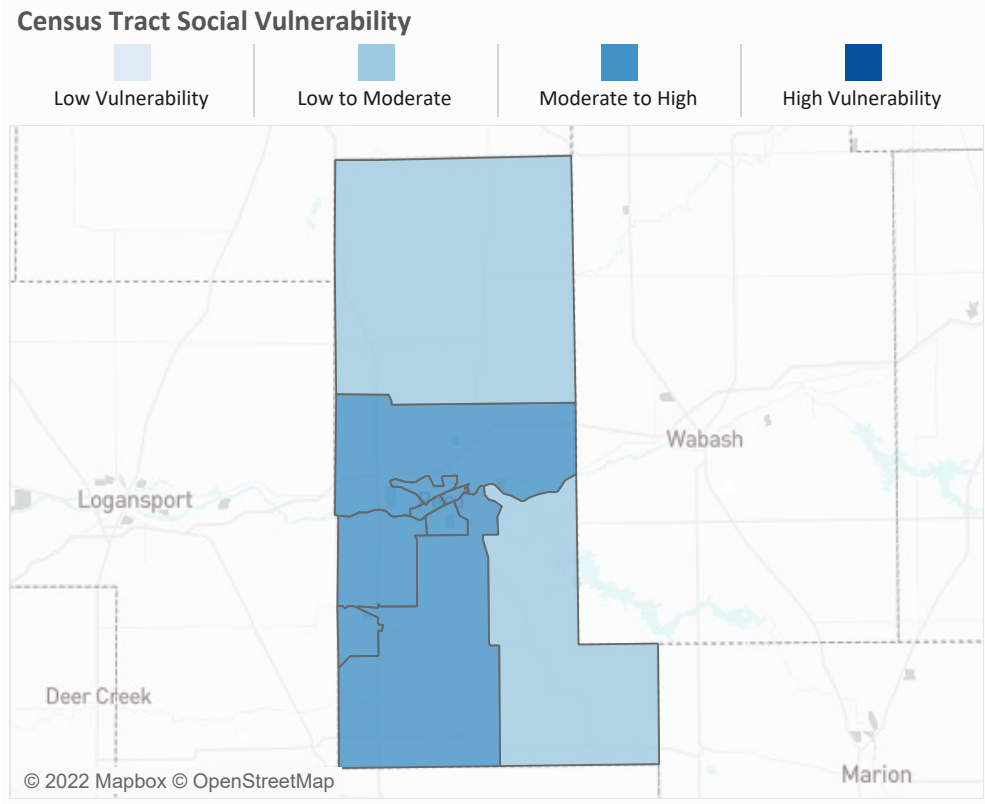 Census Tract Social Vulnerability
Low Vulnerability
Low to Moderate
Moderate to High
High Vulnerability
Wabash
Logansport
Deer Creek
Marion
© 2022 Mapbox © OpenStreetMap